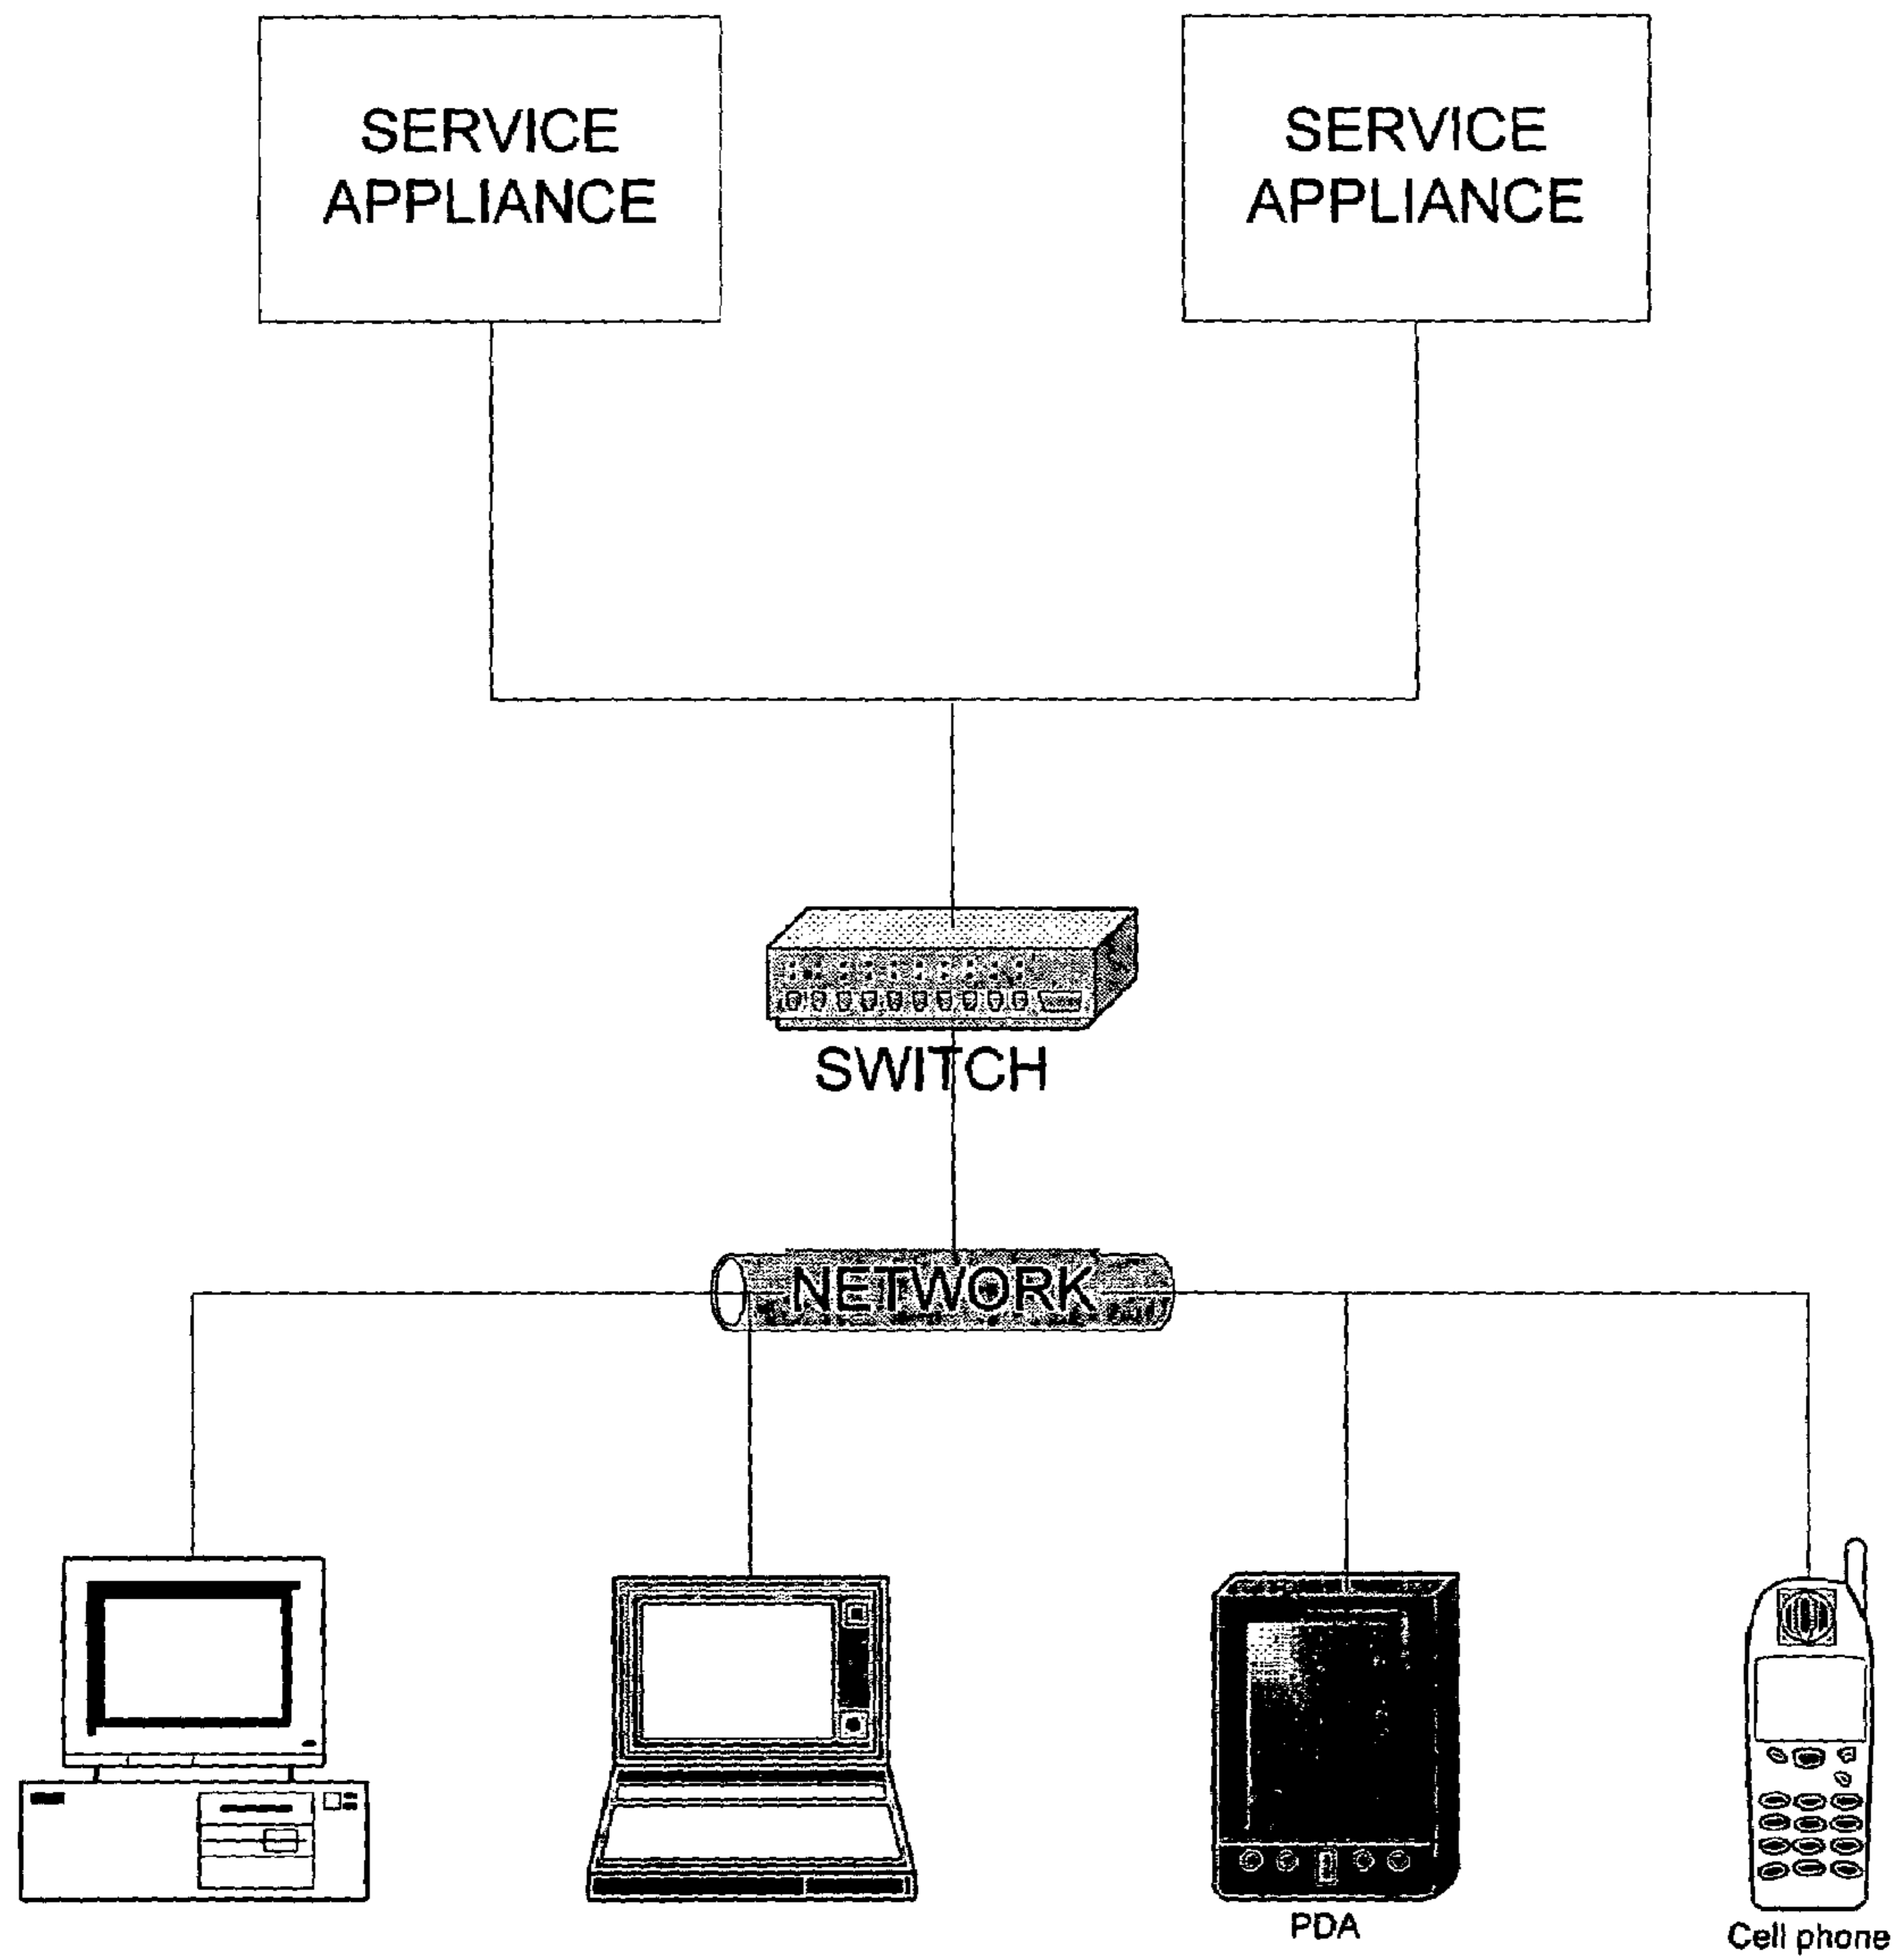 SERVICE
APPLIANCE
SERVICE
APPLIANCE
SWITCH
NETWORK
PDA
Cell phone